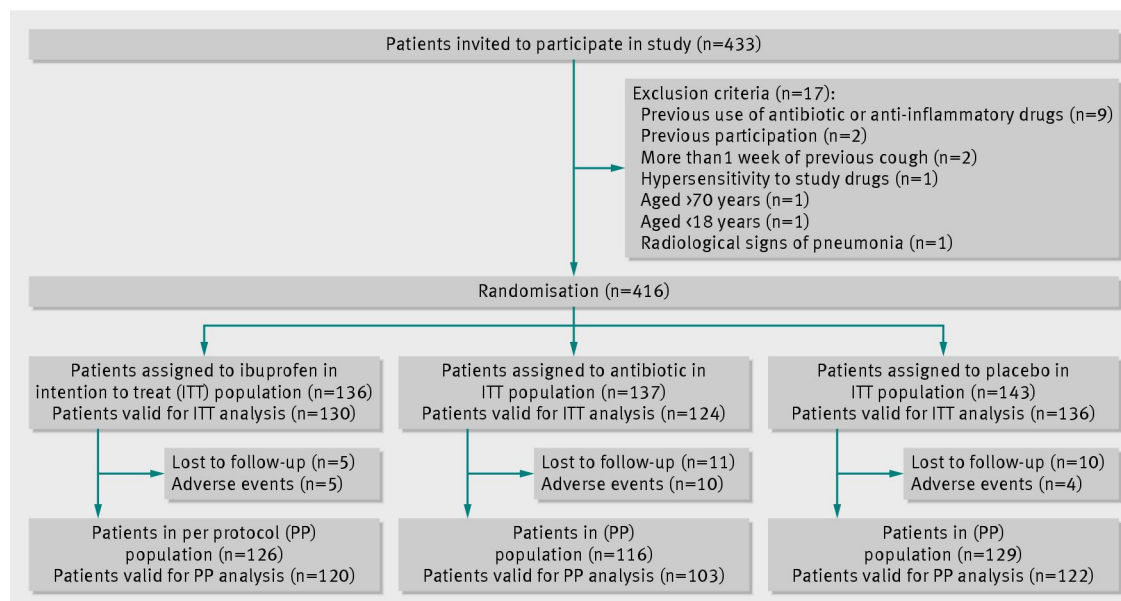 Patients invited to participate in study (n=433)
Exclusion criteria (n=17):
Previous use of antibiotic or anti-inflammatory drugs (n=9)
Previous participation (n=2)
More than1 week of previous cough (n=2)
Hypersensitivity to study drugs (n=1)
Aged >70 years (n=1)
Aged <18 years (n=1)
Radiological signs of pneumonia (n=1)
Randomisation (n=416)
Patients assigned to ibuprofen in
intention to treat (ITT) population (n=136)
Patients valid for ITT analysis (n=130)
Patients assigned to antibiotic in
ITT population (n=137)
Patients valid for ITT analysis (n=124)
Patients assigned to placebo in
ITT population (n=143)
Patients valid for ITT analysis (n=136)
Lost to follow-up (n=5)
Adverse events (n=5)
Lost to follow-up (n=11)
Adverse events (n=10)
Lost to follow-up (n=10)
Adverse events (n=4)
Patients in per protocol (PP)
population (n=126)
Patients valid for PP analysis (n=120)
Patients in (PP)
population (n=116)
Patients valid for PP analysis (n=103)
Patients in (PP)
population (n=129)
Patients valid for PP analysis (n=122)